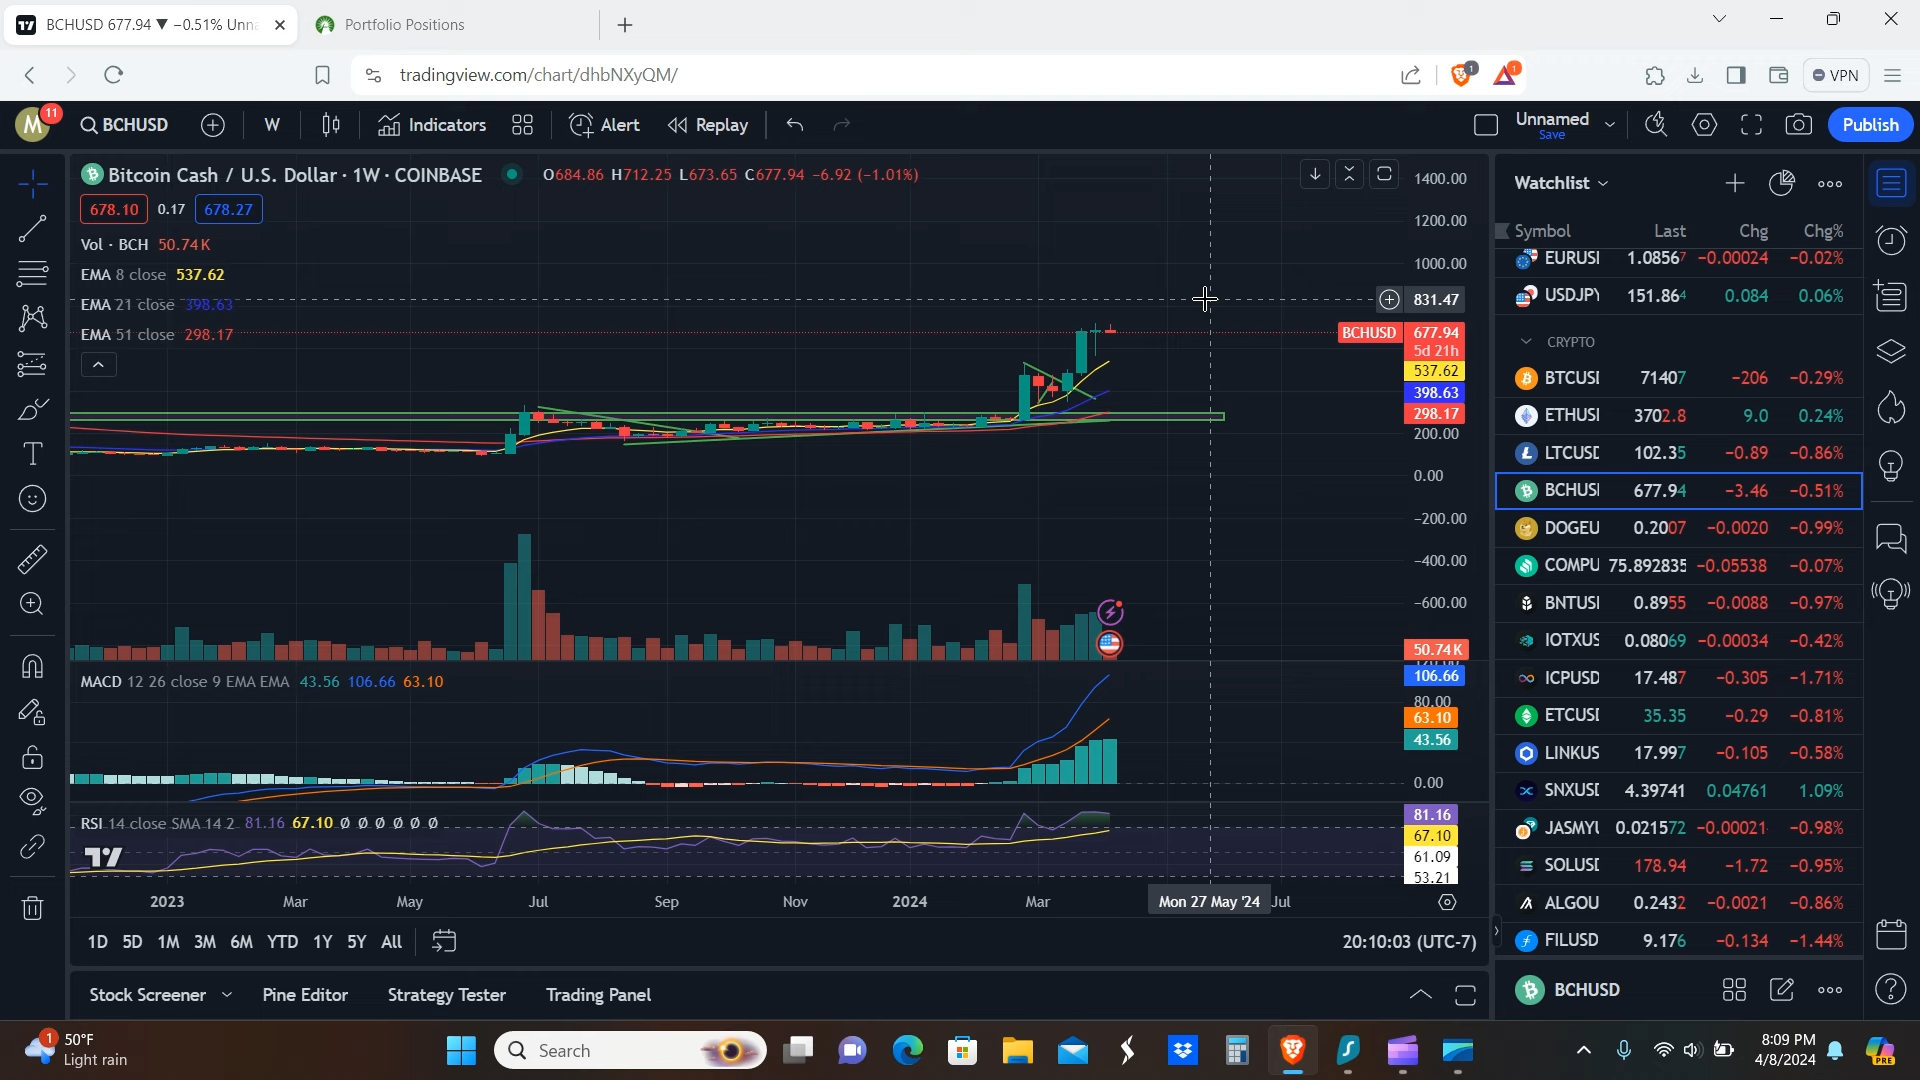 BCHUSD 677.94 ▼ −0.51% Unna
Portfolio Positions
tradingview.com/chart/dhbNXyQM/
1
1
VPN
M
11
BCHUSD
W
Indicators
Alert
Replay
Unnamed
Save
Publish
Bitcoin Cash / U.S. Dollar · 1W · COINBASE
O684.86 H712.25 L673.65 C677.94 −6.92 (−1.01%)
678.10 0.17 678.27
Vol · BCH 50.74K
EMA 8 close 537.62
EMA 21 close 398.63
EMA 51 close 298.17
1400.00
1200.00
1000.00
831.47
BCHUSD 677.94
5d 21h
537.62
398.63
298.17
200.00
0.00
−200.00
−400.00
−600.00
50.74K
MACD 12 26 close 9 EMA EMA 43.56 106.66 63.10
106.66
80.00
63.10
43.56
0.00
RSI 14 close SMA 14 2 81.16 67.10 Ø Ø Ø Ø Ø Ø
81.16
67.10
61.09
53.21
2023 Mar May Jul Sep Nov 2024 Mar Mon 27 May '24 Jul
1D 5D 1M 3M 6M YTD 1Y 5Y All
20:10:03 (UTC-7)
Stock Screener Pine Editor Strategy Tester Trading Panel
Watchlist
Symbol Last Chg Chg%
EURUSI 1.08567 −0.00024 −0.02%
USDJPY 151.864 0.084 0.06%
CRYPTO
BTCUSI 71407 −206 −0.29%
ETHUSI 3702.8 9.0 0.24%
LTCUSD 102.35 −0.89 −0.86%
BCHUSI 677.94 −3.46 −0.51%
DOGEU 0.2007 −0.0020 −0.99%
COMPU 75.892835 −0.05538 −0.07%
BNTUSI 0.8955 −0.0088 −0.97%
IOTXUS 0.08069 −0.00034 −0.42%
ICPUSD 17.487 −0.305 −1.71%
ETCUSI 35.35 −0.29 −0.81%
LINKUS 17.997 −0.105 −0.58%
SNXUSI 4.39741 0.04761 1.09%
JASMYU 0.021572 −0.00021 −0.98%
SOLUSD 178.94 −1.72 −0.95%
ALGOU 0.2432 −0.0021 −0.86%
FILUSD 9.176 −0.134 −1.44%
BCHUSD
1
50°F
Light rain
Search
8:09 PM
4/8/2024
PRE